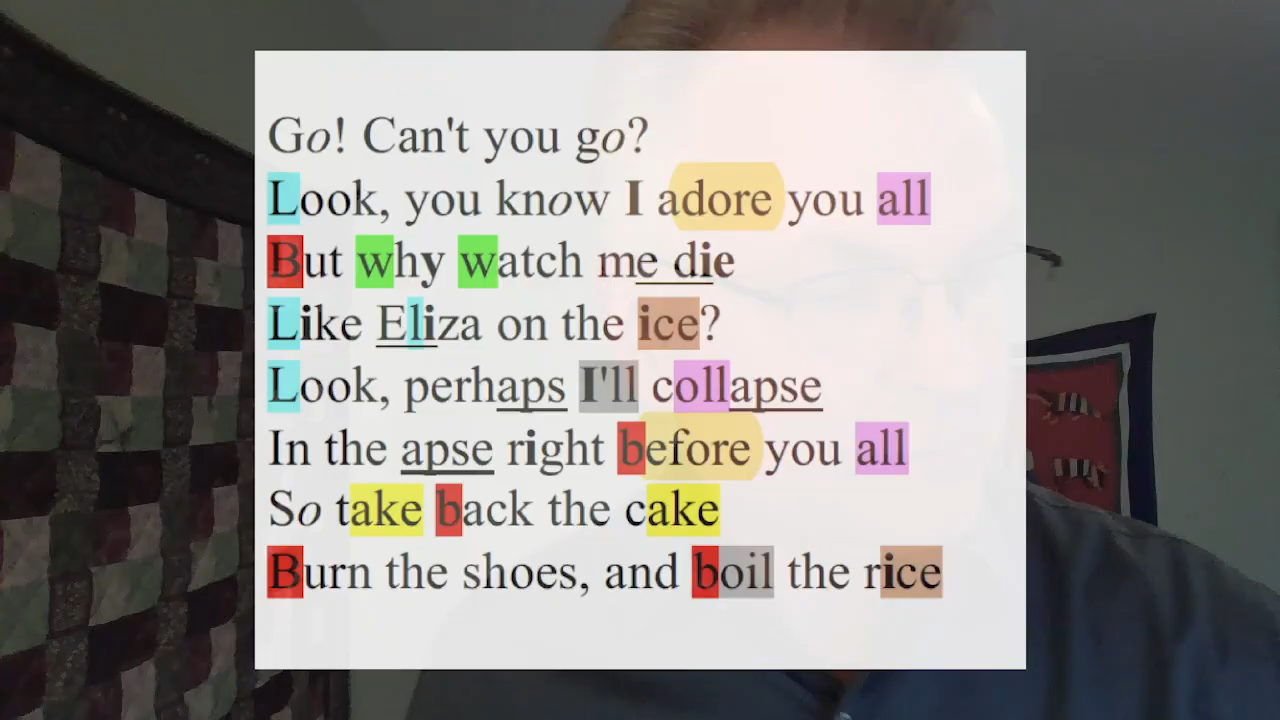 Go! Can't you go?
Look, you know I adore you all
But why watch me die
Like Eliza on the ice?
Look, perhaps I'll collapse
In the apse right before you all
So take back the cake
Burn the shoes, and boil the rice